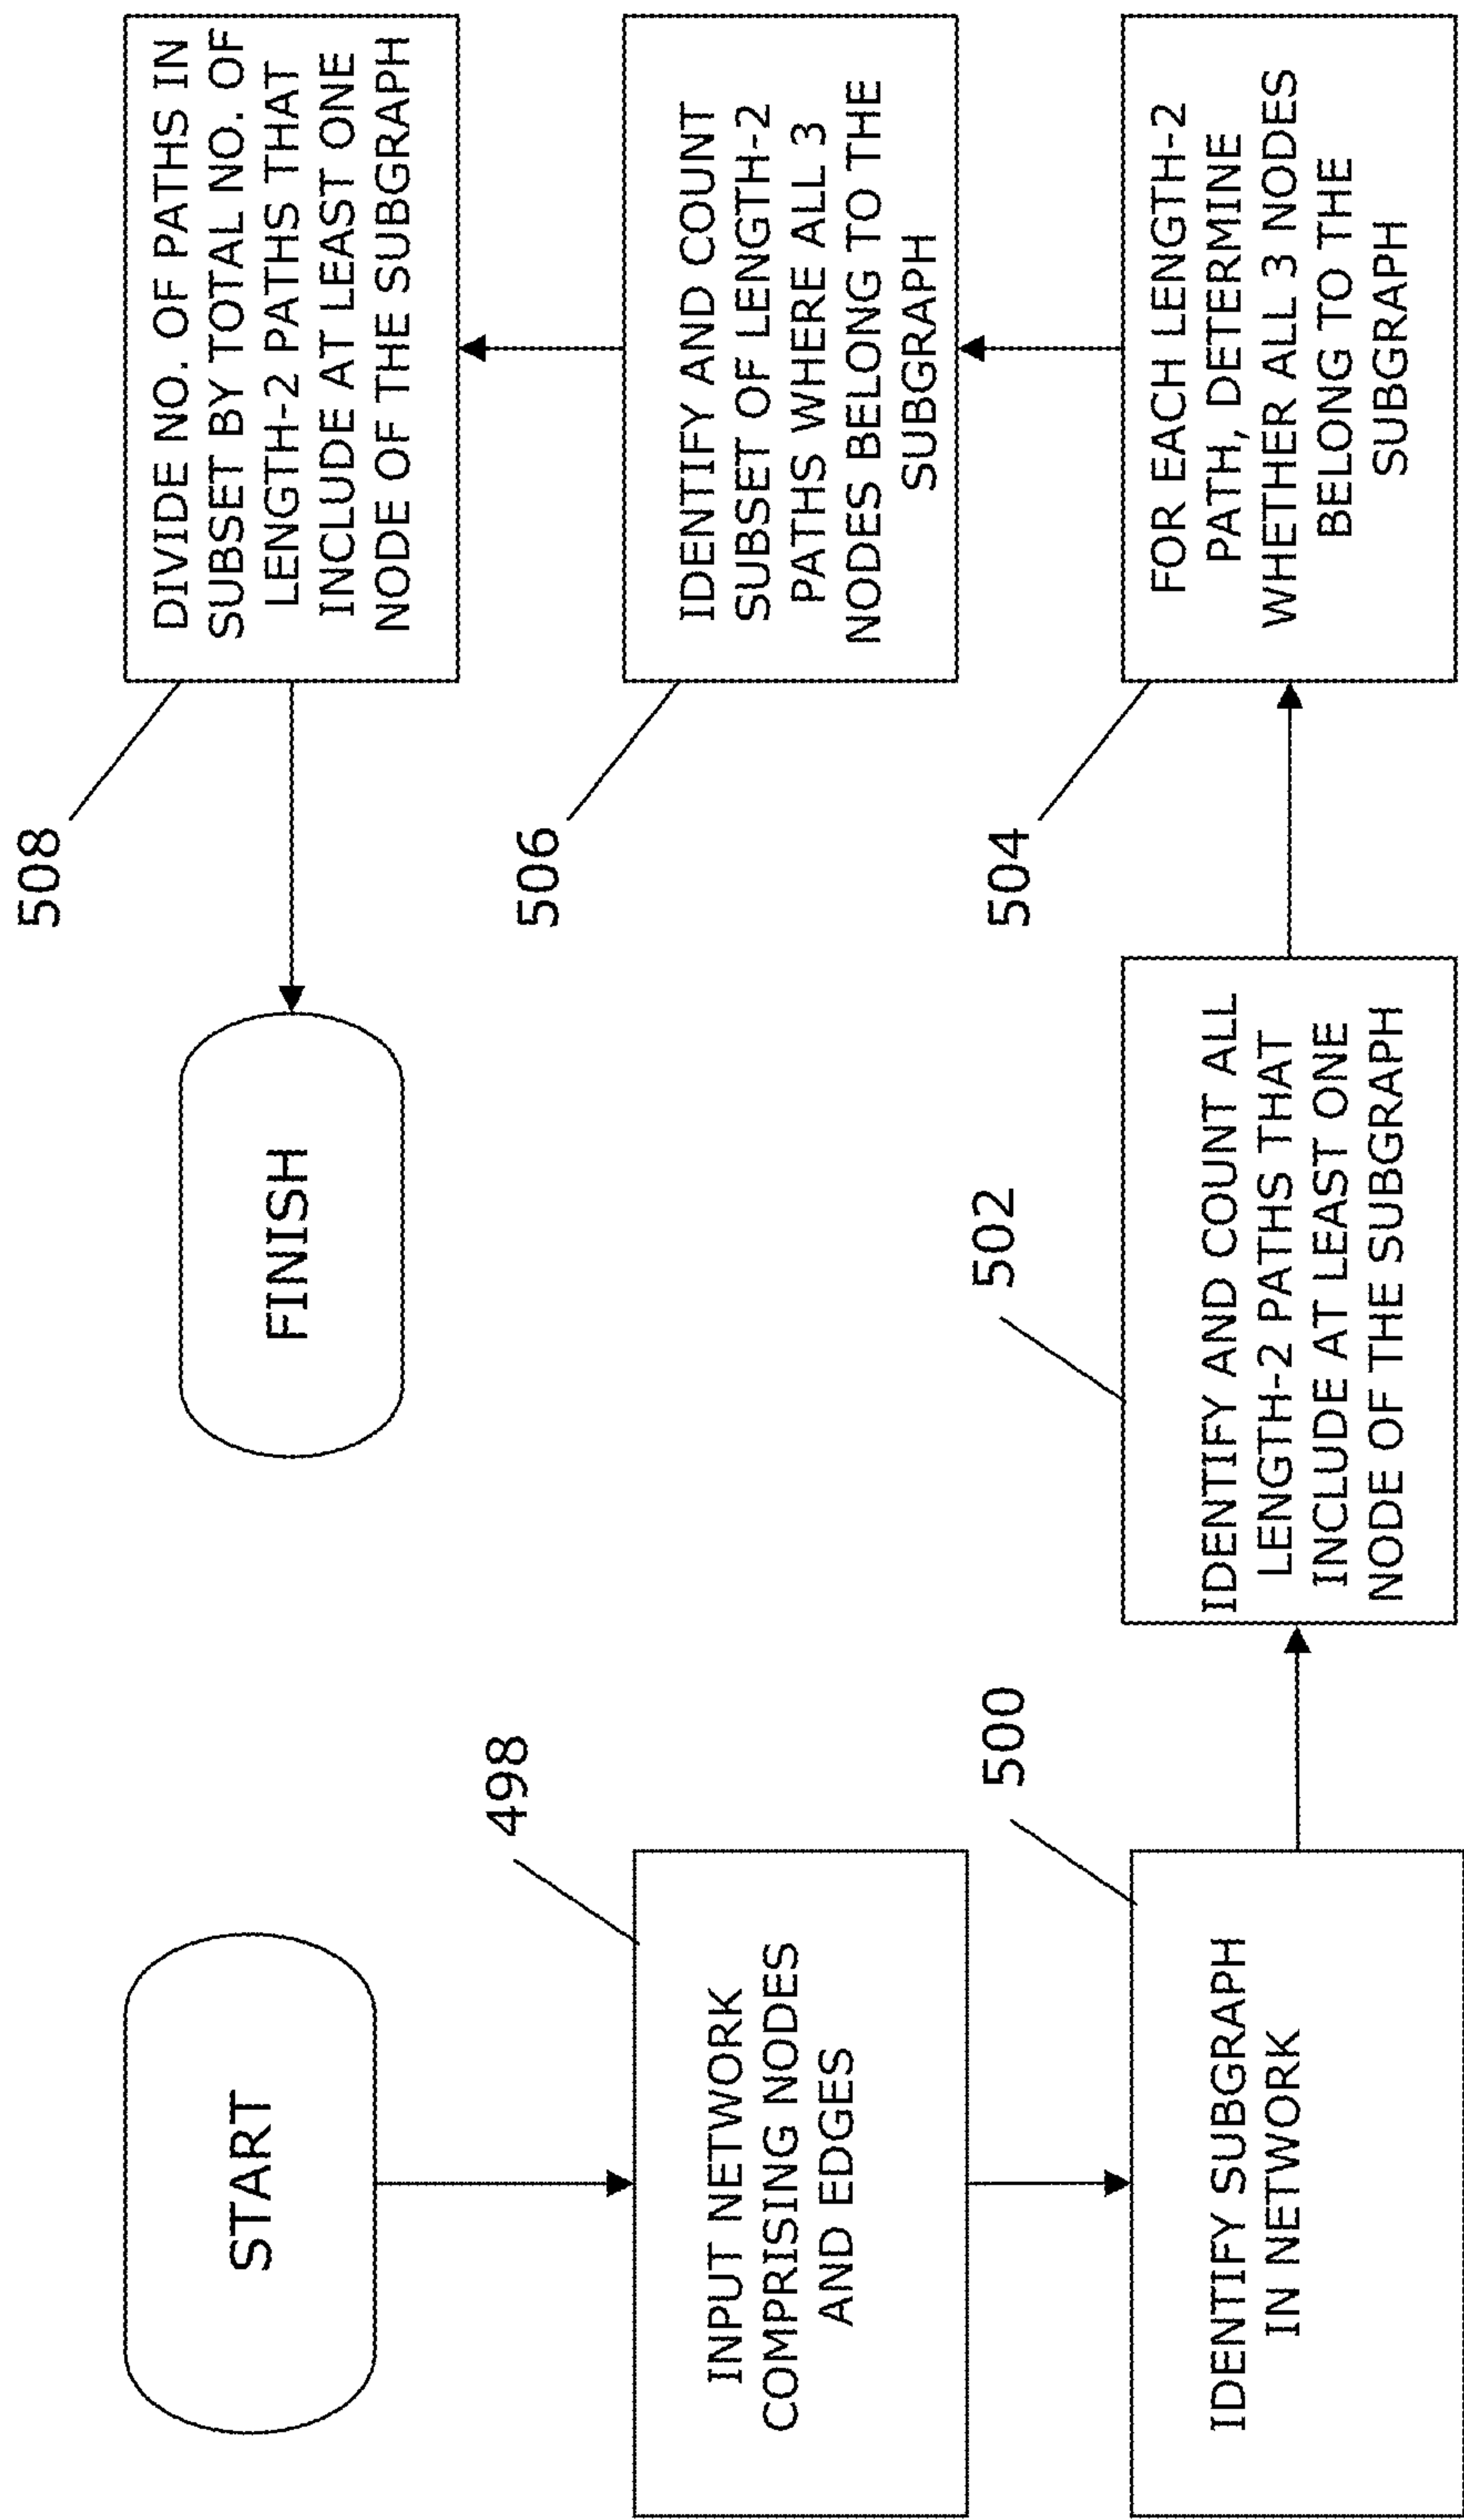 START
498
INPUT NETWORK
COMPRISING NODES
AND EDGES
500
IDENTIFY SUBGRAPH
IN NETWORK
502
IDENTIFY AND COUNT ALL
LENGTH-2 PATHS THAT
INCLUDE AT LEAST ONE
NODE OF THE SUBGRAPH
504
FOR EACH LENGTH-2
PATH, DETERMINE
WHETHER ALL 3 NODES
BELONG TO THE
SUBGRAPH
506
IDENTIFY AND COUNT
SUBSET OF LENGTH-2
PATHS WHERE ALL 3
NODES BELONG TO THE
SUBGRAPH
508
DIVIDE NO. OF PATHS IN
SUBSET BY TOTAL NO. OF
LENGTH-2 PATHS THAT
INCLUDE AT LEAST ONE
NODE OF THE SUBGRAPH
FINISH